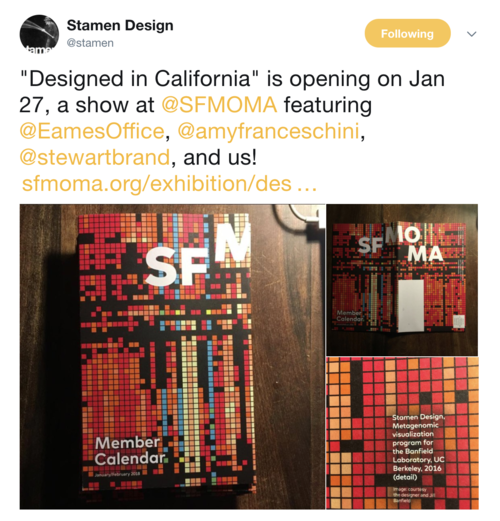 Stamen Design
@stamen
Following
"Designed in California" is opening on Jan
27, a show at @SFMOMA featuring
@EamesOffice, @amyfranceschini,
@stewartbrand, and us!
sfmoma.org/exhibition/des ...
SF M
Member
Calendar
January/February 2018
SF MO
MA
Member
Calendar
Stamen Design,
Metagenomic
visualization
program for
the Banfield
Laboratory, UC
Berkeley, 2016
(detail)
Image: courtesy
the designer and Jill
Banfield